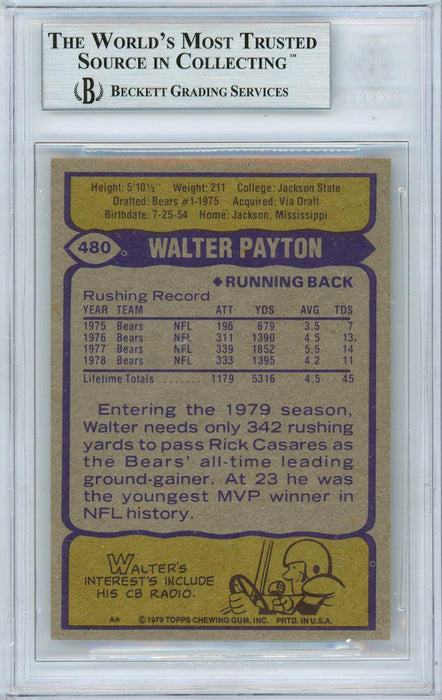 THE WORLD'S MOST TRUSTED
SOURCE IN COLLECTING™
B BECKETT GRADING SERVICES
Height: 5'10½" Weight: 211 College: Jackson State
Drafted: Bears #1-1975 Acquired: Via Draft
Birthdate: 7-25-54 Home: Jackson, Mississippi
480 WALTER PAYTON
◆RUNNING BACK
Rushing Record
YEAR TEAM ATT YDS AVG TDS
1975 Bears NFL 196 679 3.5 7
1976 Bears NFL 311 1390 4.5 13
1977 Bears NFL 339 1852 5.5 14
1978 Bears NFL 333 1395 4.2 11
Lifetime Totals ........ 1179 5316 4.5 45
Entering the 1979 season,
Walter needs only 342 rushing
yards to pass Rick Casares as
the Bears' all-time leading
ground-gainer. At 23 he was
the youngest MVP winner in
NFL history.
WALTER'S
INTEREST'S INCLUDE
HIS CB RADIO.
A* ©1979 TOPPS CHEWING GUM, INC. PRTD. IN U.S.A.